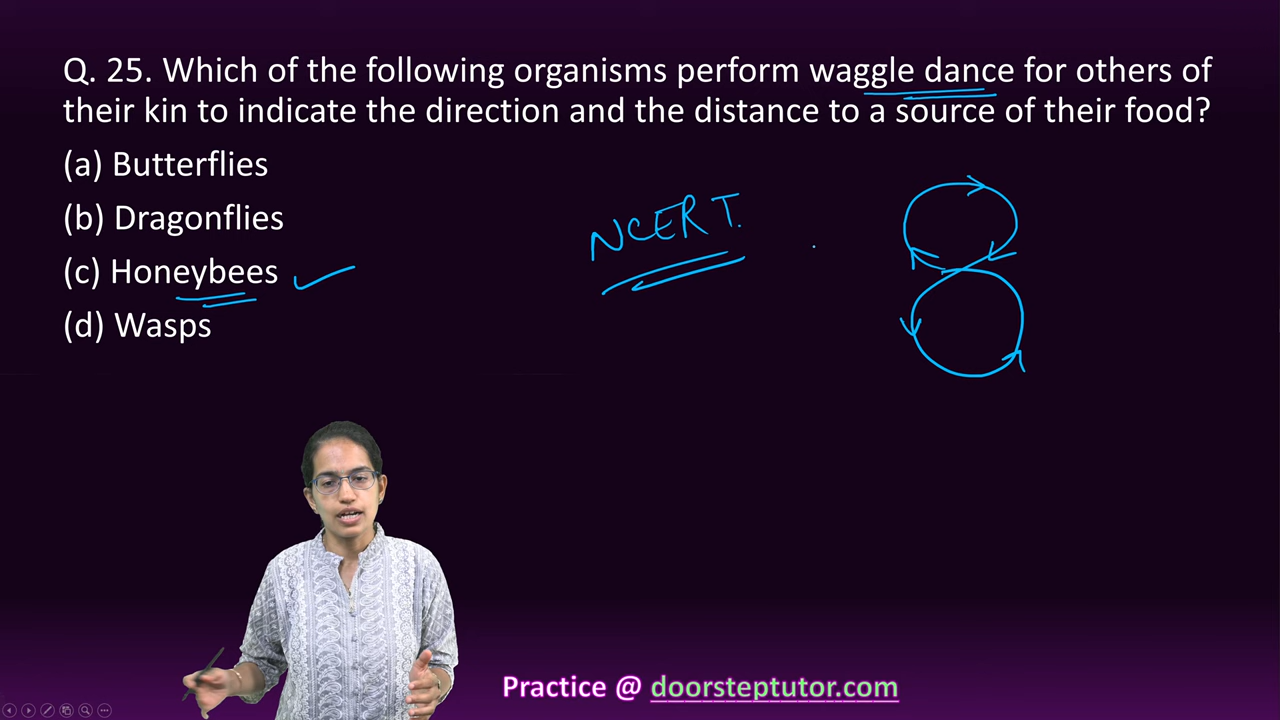 Q. 25. Which of the following organisms perform waggle dance for others of
their kin to indicate the direction and the distance to a source of their food?
(a) Butterflies
(b) Dragonflies
(c) Honeybees
(d) Wasps
NCERT.
Practice @ doorsteptutor.com